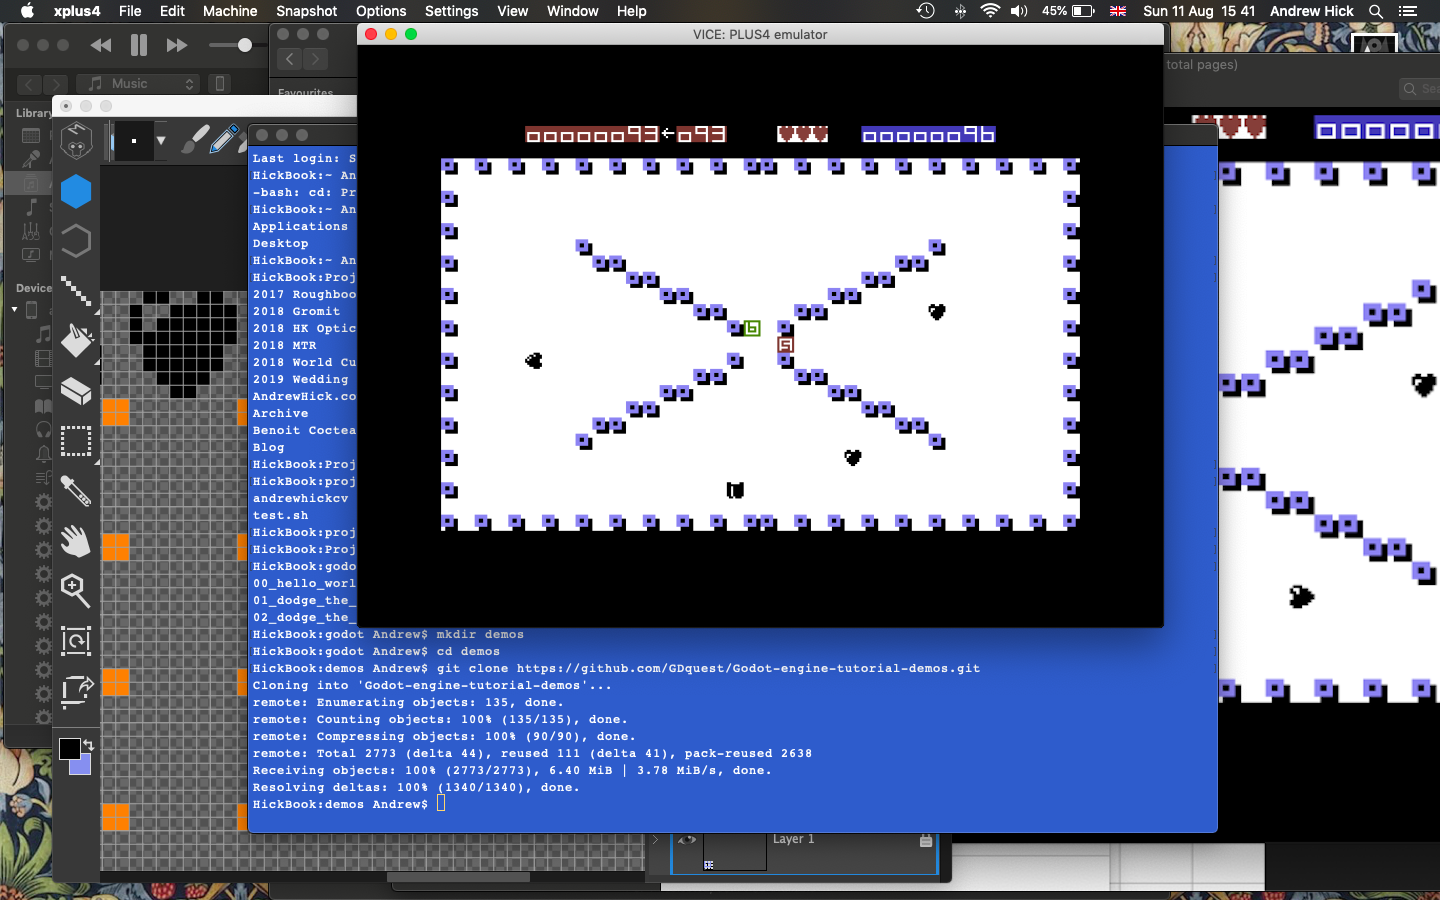 xplus4 File Edit Machine Snapshot Options Settings View Window Help 45% Sun 11 Aug 15 41 Andrew Hick
VICE: PLUS4 emulator
total pages)
Music
Favourites
Library
Device
oooooo93←o93 oooooo96
6
5
Last login: S
HickBook:~ An
-bash: cd: Pr
HickBook:~ An
Applications
Desktop
HickBook:~ An
HickBook:Proj
2017 Roughboo
2018 Gromit
2018 HK Optic
2018 MTR
2018 World Cu
2019 Wedding
AndrewHick.co
Archive
Benoit Coctea
Blog
HickBook:Proj
HickBook:proj
andrewhickcv
test.sh
HickBook:proj
HickBook:Proj
HickBook:godo
00_hello_worl
01_dodge_the_
02_dodge_the_
HickBook:godot Andrew$ mkdir demos
HickBook:godot Andrew$ cd demos
HickBook:demos Andrew$ git clone https://github.com/GDquest/Godot-engine-tutorial-demos.git
Cloning into 'Godot-engine-tutorial-demos'...
remote: Enumerating objects: 135, done.
remote: Counting objects: 100% (135/135), done.
remote: Compressing objects: 100% (90/90), done.
remote: Total 2773 (delta 44), reused 111 (delta 41), pack-reused 2638
Receiving objects: 100% (2773/2773), 6.40 MiB | 3.78 MiB/s, done.
Resolving deltas: 100% (1340/1340), done.
HickBook:demos Andrew$
Layer 1